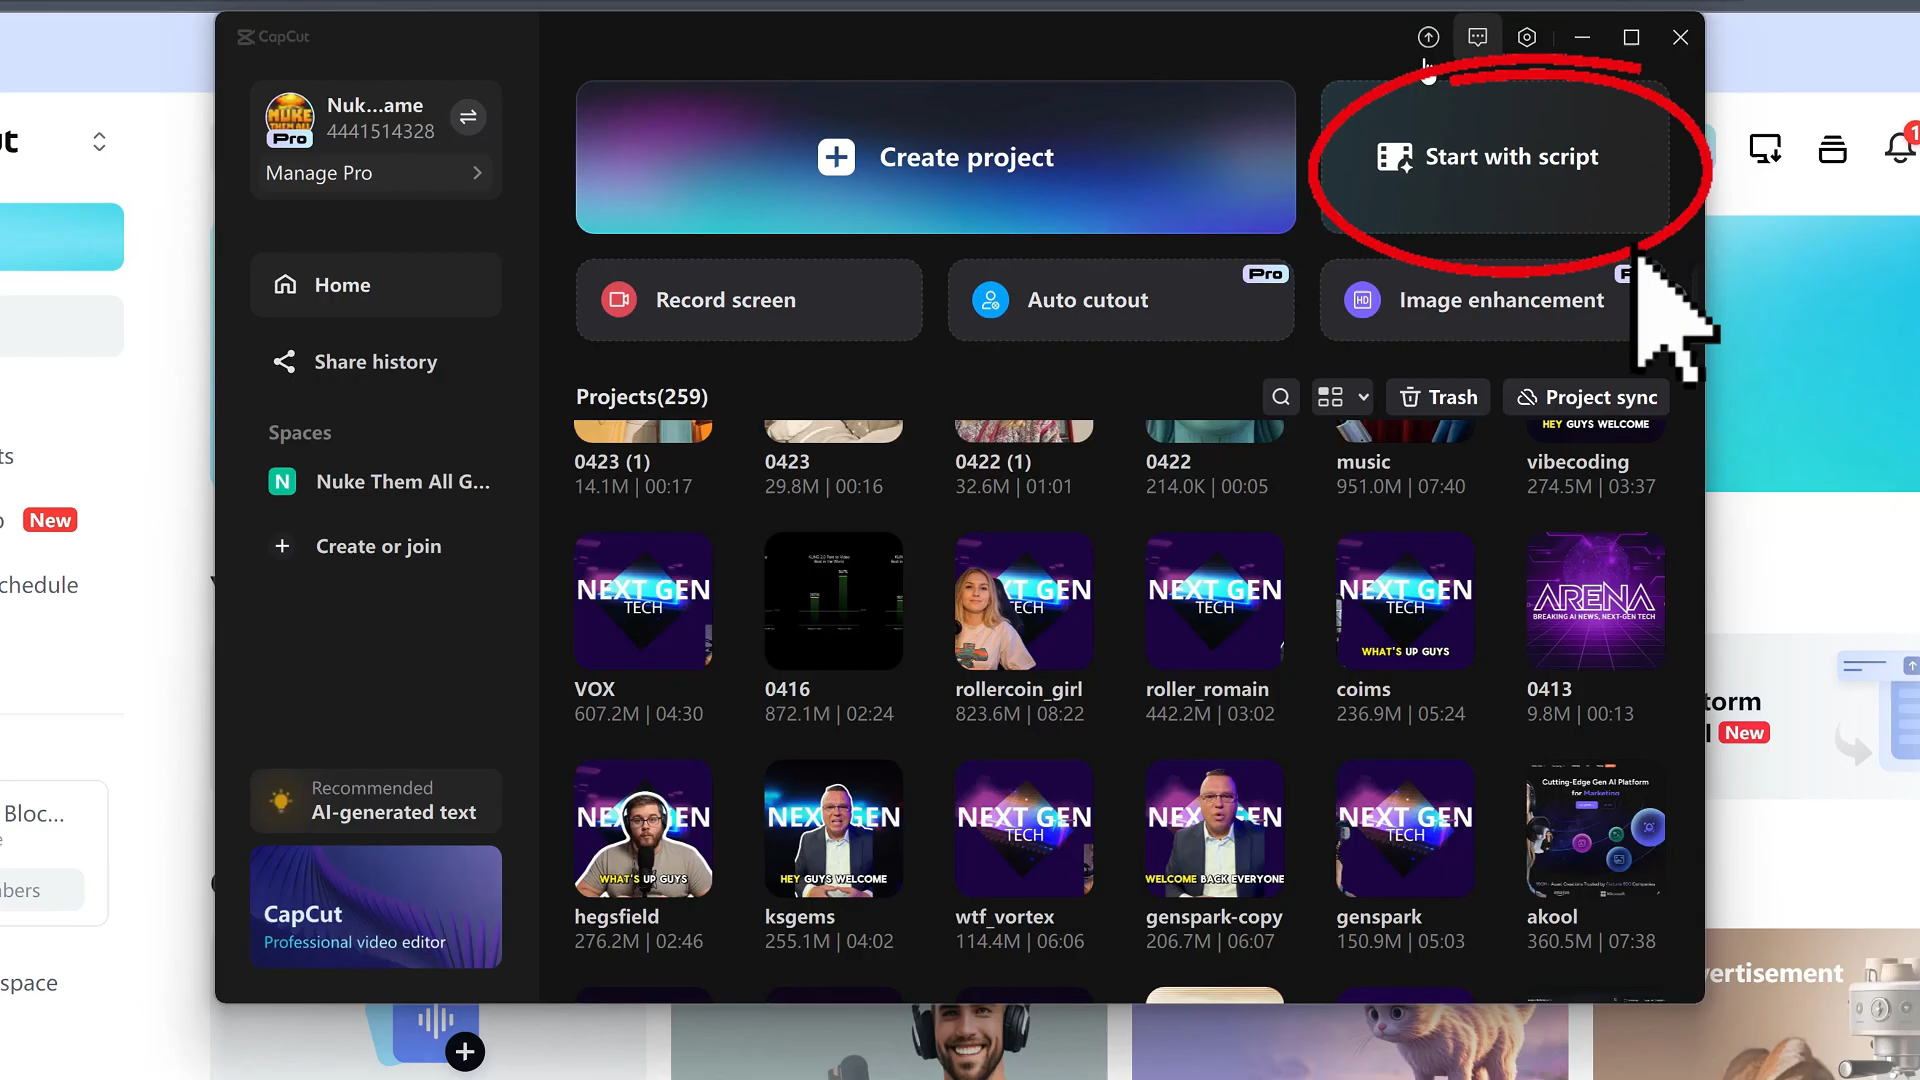 CapCut
Nuk...ame
4441514328
Pro
Manage Pro
Home
Share history
Spaces
N
Nuke Them All G...
Create or join
Recommended
AI-generated text
CapCut
Professional video editor
Create project
Start with script
Record screen
Auto cutout
Pro
HD
Image enhancement
Projects(259)
Trash
Project sync
HEY GUYS WELCOME
0423 (1)
14.1M | 00:17
0423
29.8M | 00:16
0422 (1)
32.6M | 01:01
0422
214.0K | 00:05
music
951.0M | 07:40
vibecoding
274.5M | 03:37
NEXT GEN
TECH
NEXT GEN
TECH
NEXT GEN
TECH
WHAT'S UP GUYS
ARENA
BREAKING AI NEWS, NEXT-GEN TECH
VOX
607.2M | 04:30
0416
872.1M | 02:24
rollercoin_girl
823.6M | 08:22
roller_romain
442.2M | 03:02
coims
236.9M | 05:24
0413
9.8M | 00:13
WHAT'S UP GUYS
HEY GUYS WELCOME
NEXT GEN
TECH
WELCOME BACK EVERYONE
NEXT GEN
TECH
Cutting-Edge Gen AI Platform
for Marketing
hegsfield
276.2M | 02:46
ksgems
255.1M | 04:02
wtf_vortex
114.4M | 06:06
genspark-copy
206.7M | 06:07
genspark
150.9M | 05:03
akool
360.5M | 07:38
New
chedule
Bloc...
bers
space
torm
New
vertisement